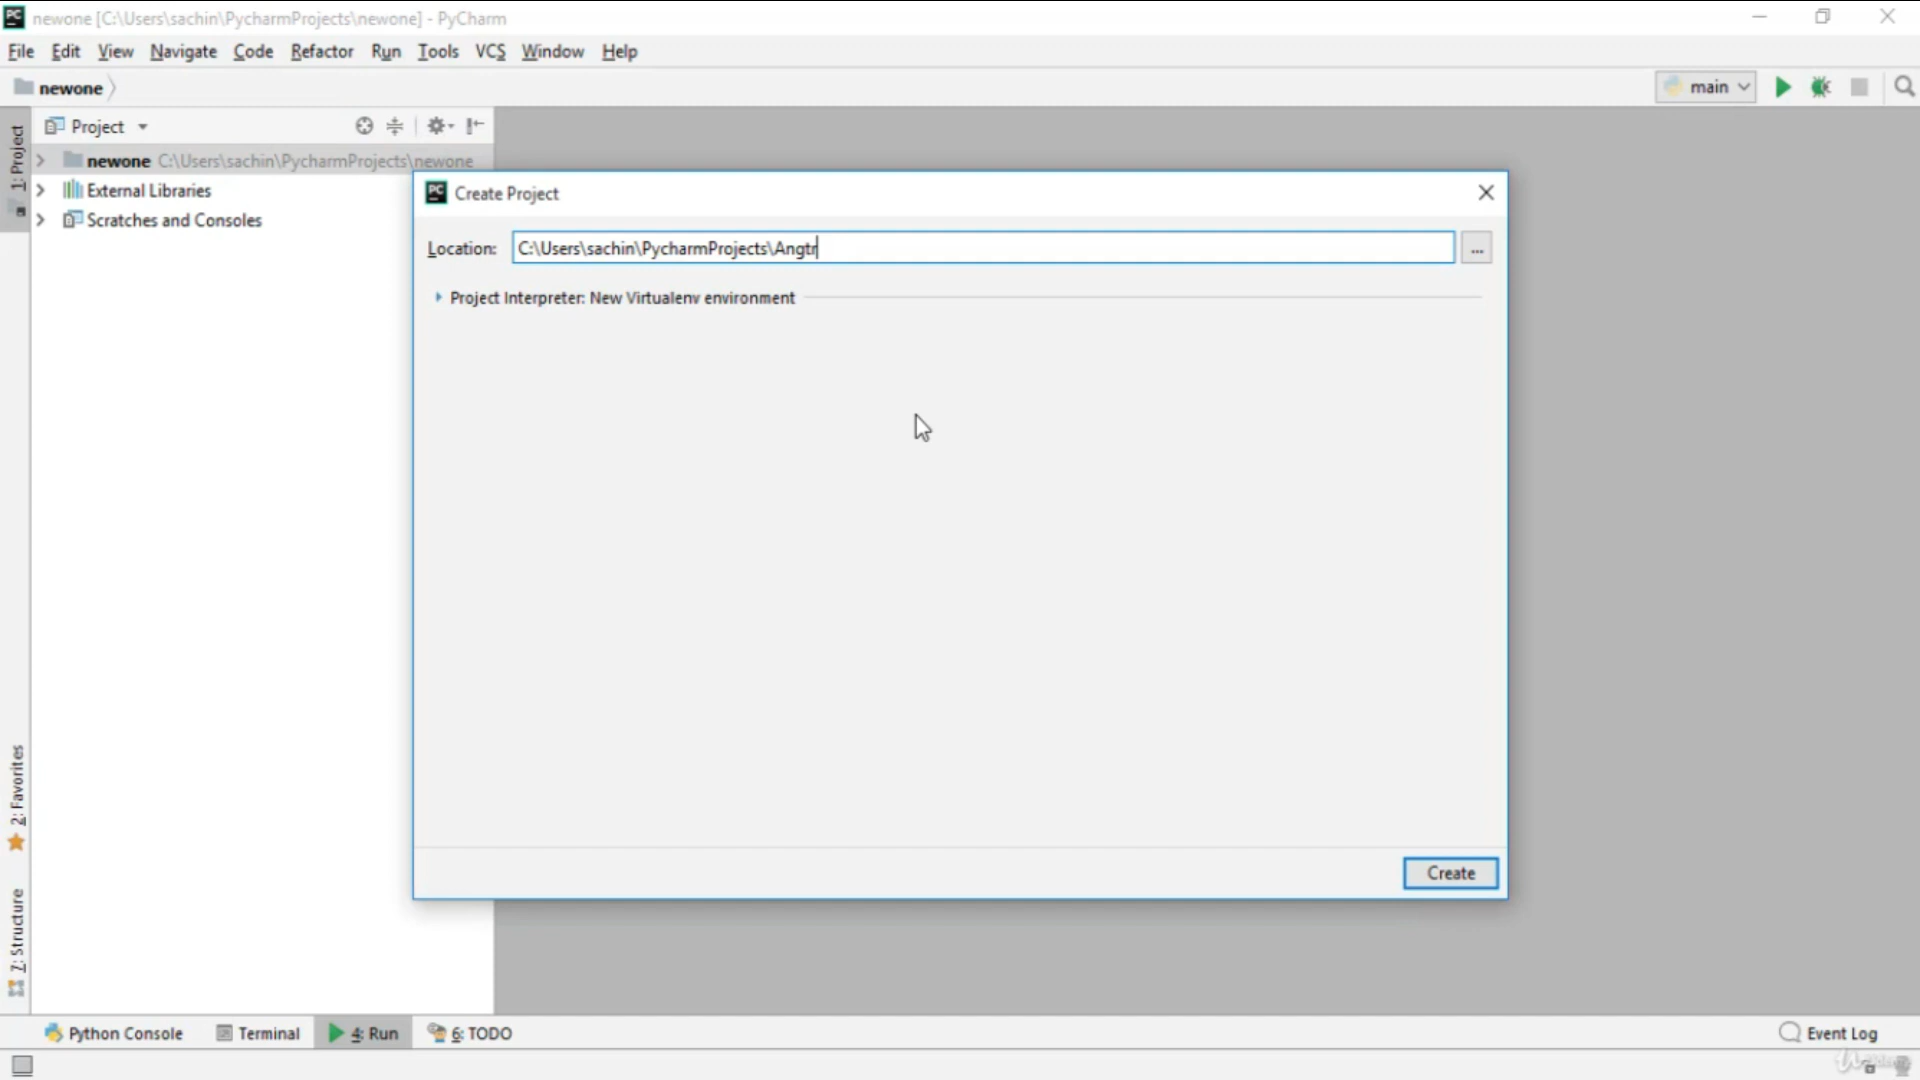 newone [C:\Users\sachin\PycharmProjects\newone] - PyCharm
File Edit View Navigate Code Refactor Run Tools VCS Window Help
newone
main
Project
newone C:\Users\sachin\PycharmProjects\newone
External Libraries
Scratches and Consoles
1: Project
Create Project
Location: C:\Users\sachin\PycharmProjects\Angtr ...
Project Interpreter: New Virtualenv environment
Create
2: Favorites
7: Structure
Python Console Terminal 4: Run 6: TODO Event Log